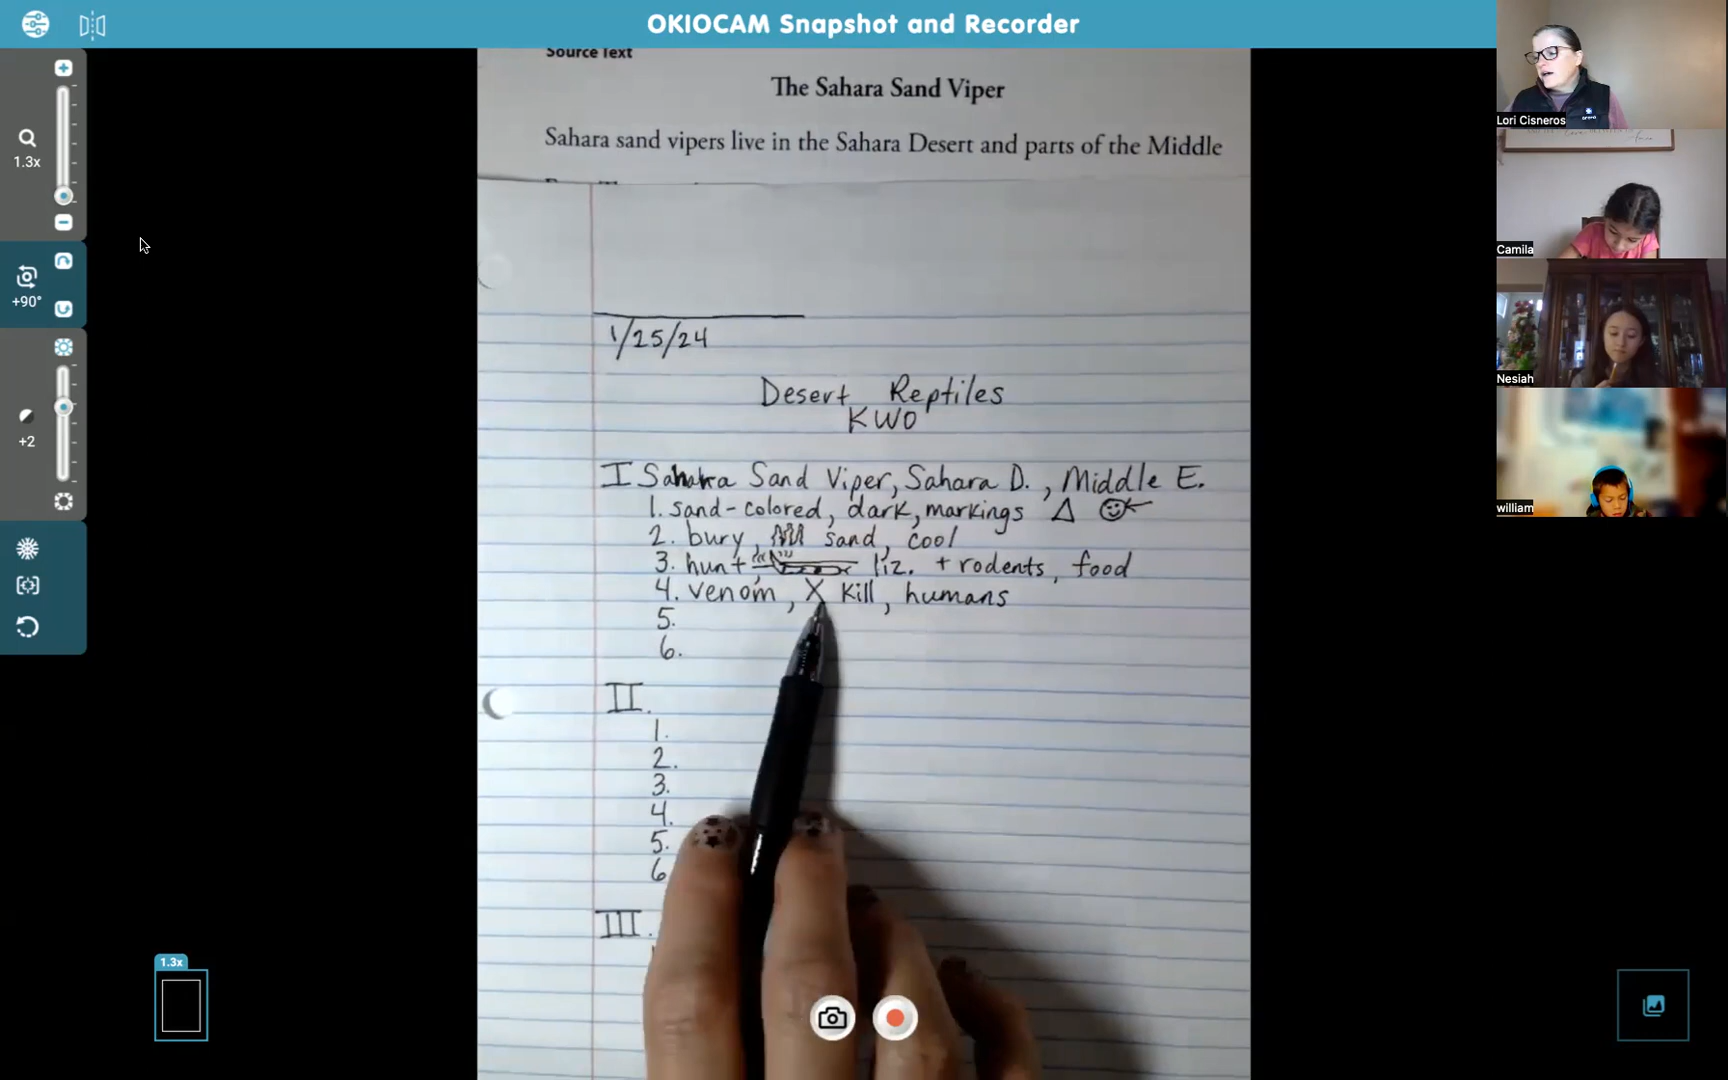 OKIOCAM Snapshot and Recorder
1.3x
+90°
+2
1.3x
Source Text
The Sahara Sand Viper
Sahara sand vipers live in the Sahara Desert and parts of the Middle
1/25/24
Desert Reptiles
KWO
I Sahara Sand Viper, Sahara D., Middle E.
1. sand-colored, dark, markings
2. bury, sand, cool
3. hunt, liz. + rodents, food
4. venom, X kill, humans
5.
6.
II.
1.
2.
3.
4.
5.
6
III.
Lori Cisneros
Camila
Nesiah
william